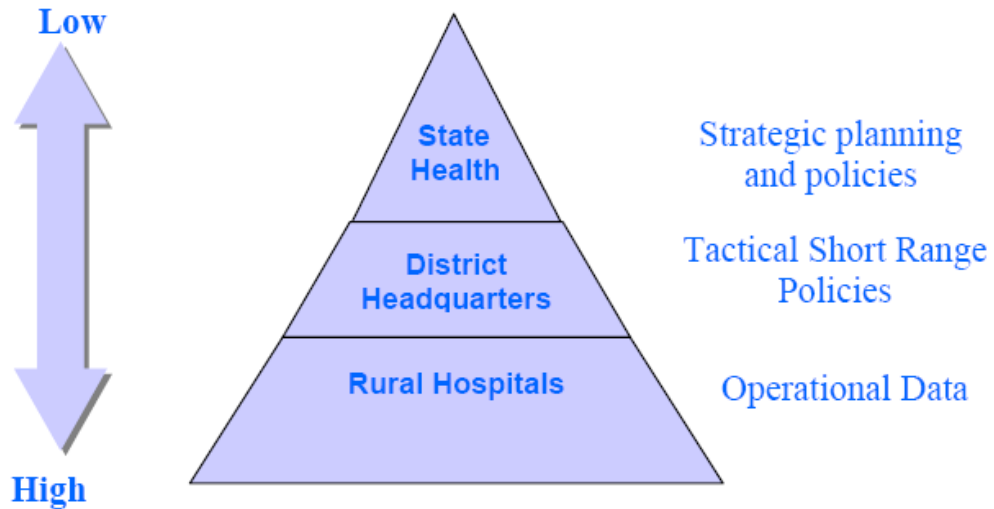 Low
State
Health
Strategic planning
and policies
District
Headquarters
Tactical Short Range
Policies
Rural Hospitals
Operational Data
High